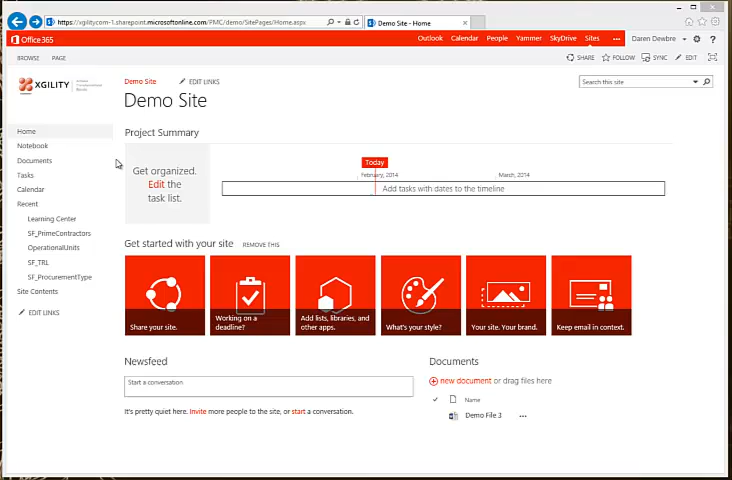 https://xgilitycom-1.sharepoint.microsoftonline.com/PMC/demo/SitePages/Home.aspx
Demo Site - Home
Office 365
Outlook Calendar People Yammer SkyDrive Sites ... Daren Dewbre ?
BROWSE PAGE
SHARE FOLLOW SYNC EDIT
XGILITY
Demo Site EDIT LINKS
Search this site
Demo Site
Home
Notebook
Documents
Tasks
Calendar
Recent
Learning Center
SF_PrimeContractors
OperationalUnits
SF_TRL
SF_ProcurementType
Site Contents
EDIT LINKS
Project Summary
Get organized.
Edit the
task list.
Today
February, 2014
March, 2014
Add tasks with dates to the timeline
Get started with your site REMOVE THIS
Share your site.
Working on a
deadline?
Add lists, libraries, and
other apps.
What's your style?
Your site. Your brand.
Keep email in context.
Newsfeed
Start a conversation
It's pretty quiet here. Invite more people to the site, or start a conversation.
Documents
new document or drag files here
Name
Demo File 3 ...